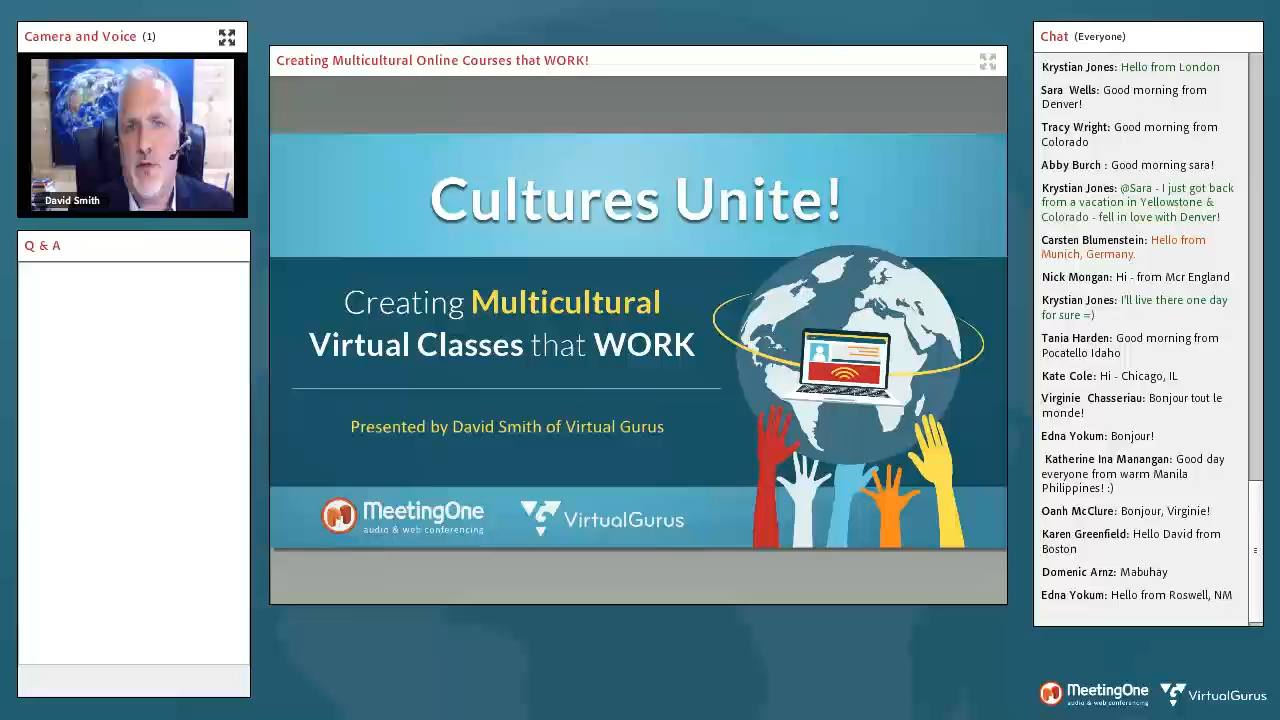 Camera and Voice (1)
David Smith
Q & A
Creating Multicultural Online Courses that WORK!
Cultures Unite!
Creating Multicultural
Virtual Classes that WORK
Presented by David Smith of Virtual Gurus
MeetingOne
audio & web conferencing
VirtualGurus
Chat (Everyone)
Krystian Jones: Hello from London
Sara Wells: Good morning from
Denver!
Tracy Wright: Good morning from
Colorado
Abby Burch : Good morning sara!
Krystian Jones: @Sara - I just got back
from a vacation in Yellowstone &
Colorado - fell in love with Denver!
Carsten Blumenstein: Hello from
Munich, Germany.
Nick Mongan: Hi - from Mcr England
Krystian Jones: I'll live there one day
for sure =)
Tania Harden: Good morning from
Pocatello Idaho
Kate Cole: Hi - Chicago, IL
Virginie Chasseriau: Bonjour tout le
monde!
Edna Yokum: Bonjour!
Katherine Ina Manangan: Good day
everyone from warm Manila
Philippines! :)
Oanh McClure: Bonjour, Virginie!
Karen Greenfield: Hello David from
Boston
Domenic Arnz: Mabuhay
Edna Yokum: Hello from Roswell, NM
MeetingOne
audio & web conferencing
VirtualGurus